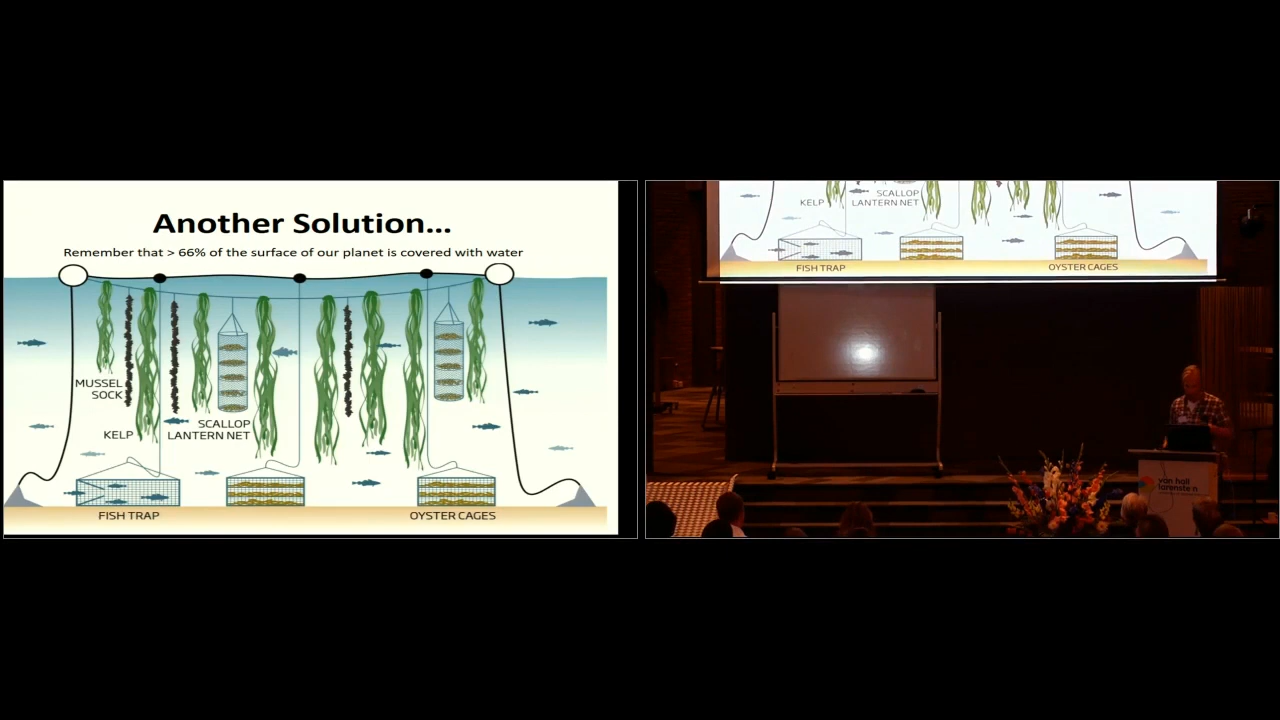 Another Solution...
Remember that > 66% of the surface of our planet is covered with water
MUSSEL
SOCK
KELP
SCALLOP
LANTERN NET
FISH TRAP
OYSTER CAGES
KELP
SCALLOP
LANTERN NET
FISH TRAP
OYSTER CAGES
van hall
larenstein